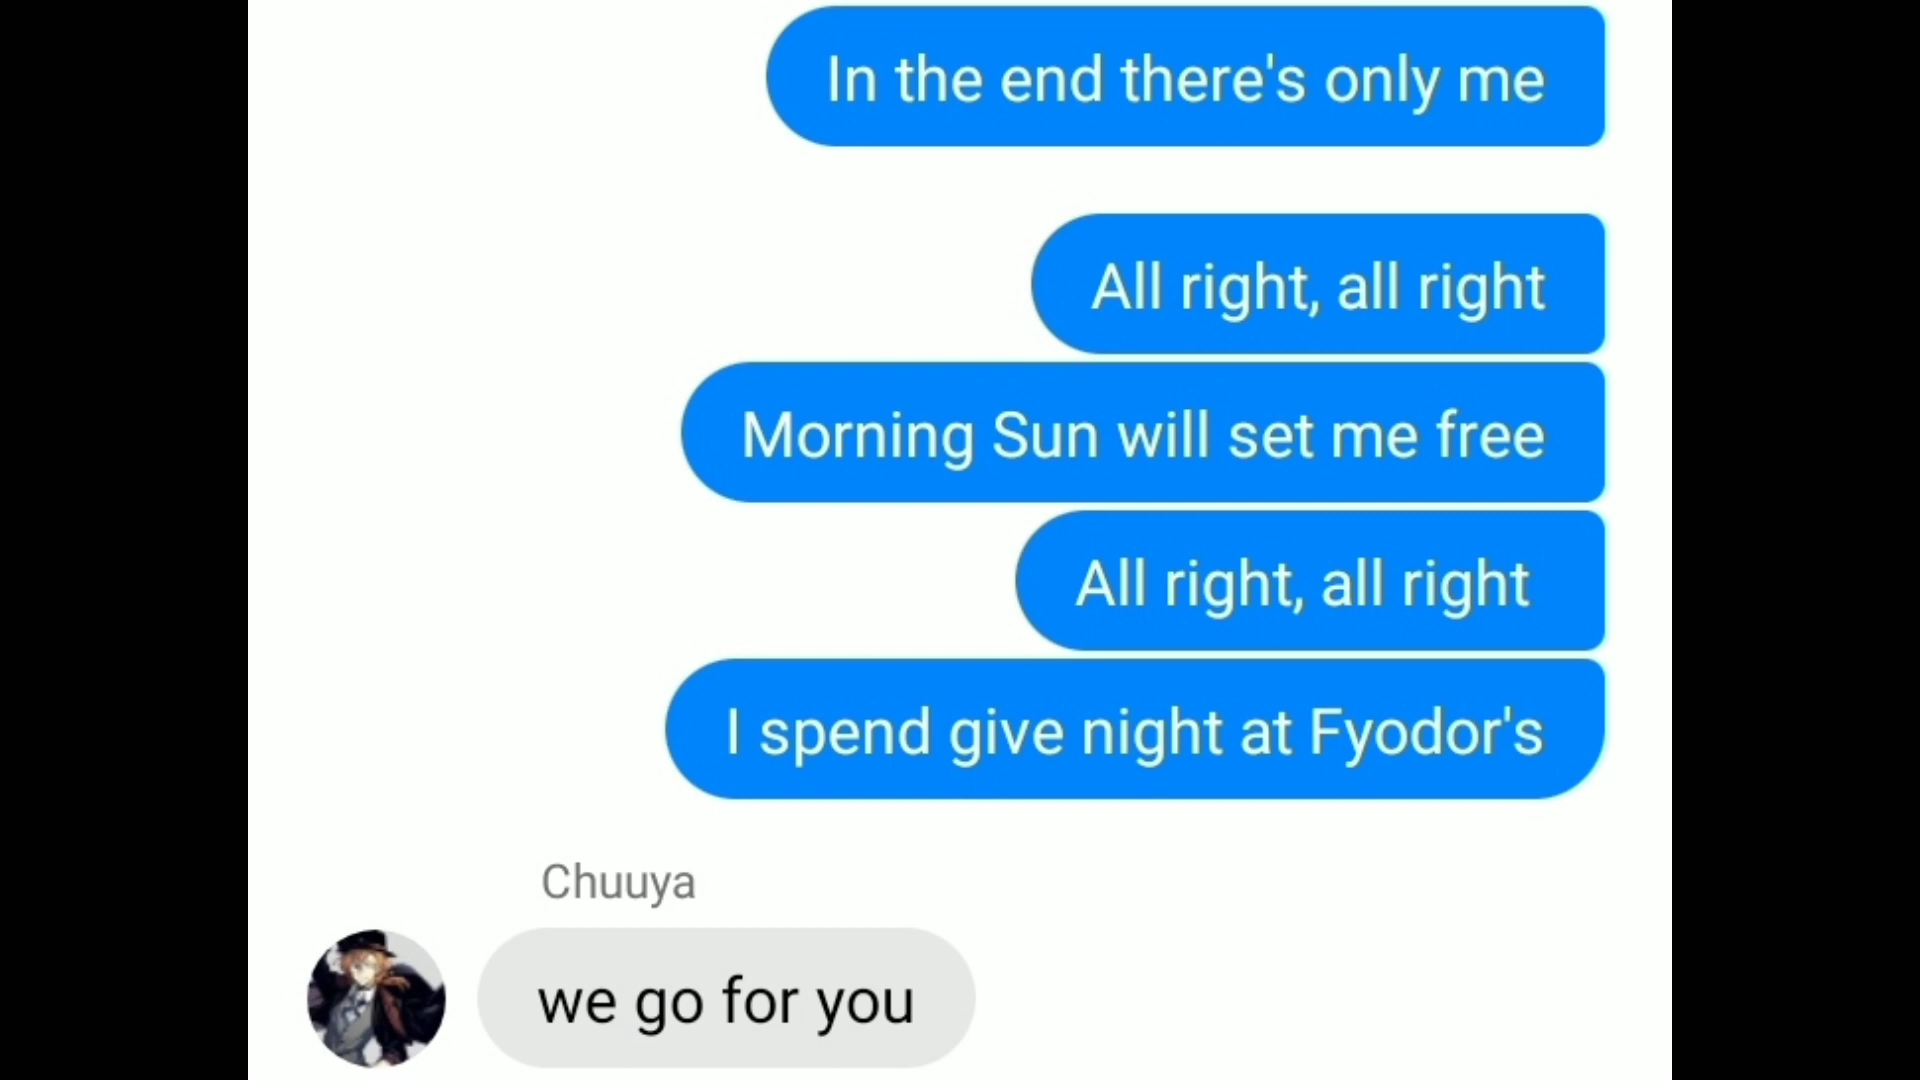 In the end there's only me
All right, all right
Morning Sun will set me free
All right, all right
I spend give night at Fyodor's
Chuuya
we go for you